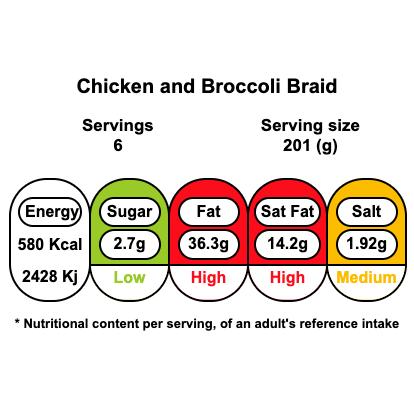 Chicken and Broccoli Braid
Servings Serving size
6 201 (g)
Energy Sugar Fat Sat Fat Salt
580 Kcal 2.7g 36.3g 14.2g 1.92g
2428 Kj Low High High Medium
* Nutritional content per serving, of an adult's reference intake